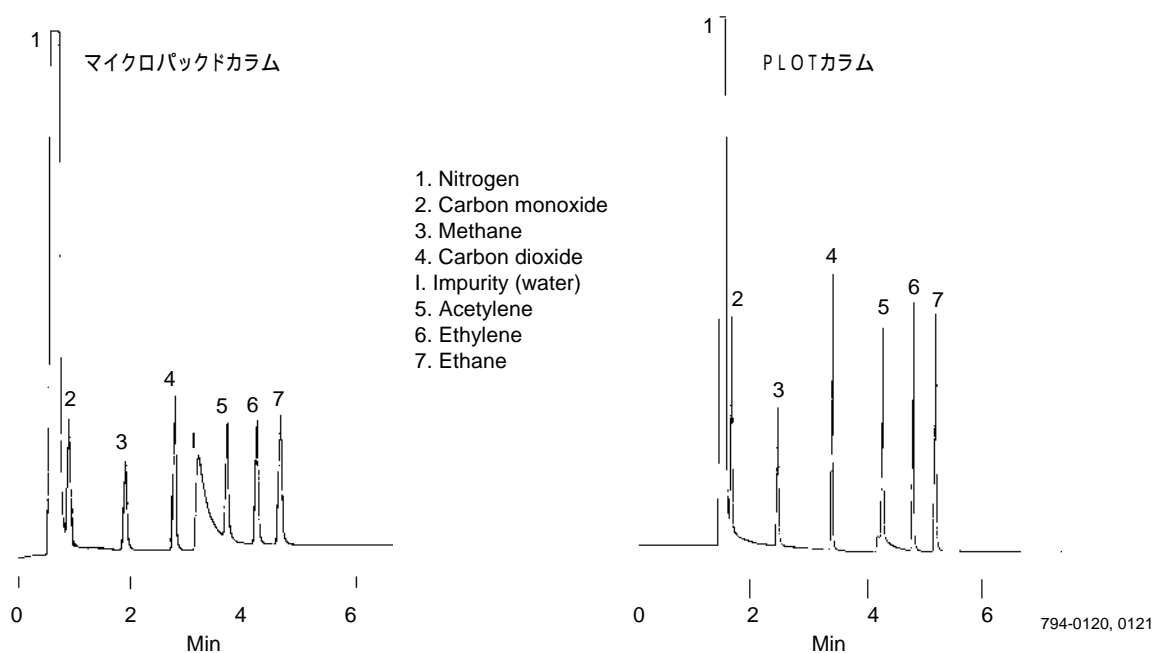 1
マイクロパックドカラム
2
3
4
I
5
6
7
0
2
4
6
Min
1. Nitrogen
2. Carbon monoxide
3. Methane
4. Carbon dioxide
I. Impurity (water)
5. Acetylene
6. Ethylene
7. Ethane
1
PLOTカラム
2
3
4
5
6
7
0
2
4
6
Min
794-0120, 0121